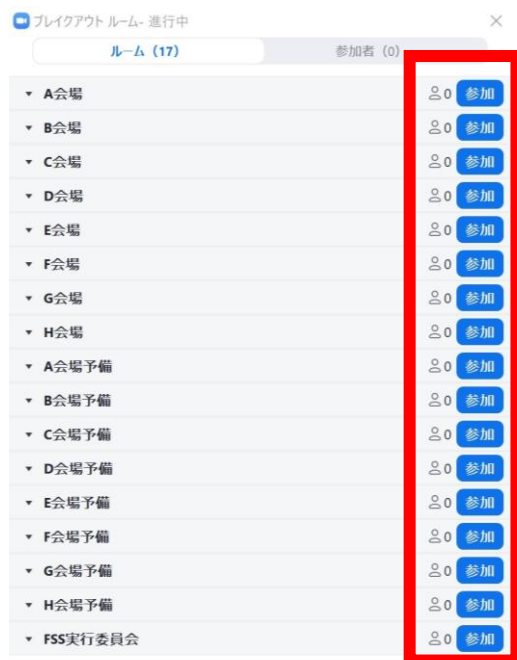 ブレイクアウト ルーム- 進行中
ルーム (17) 参加者 (0)
A会場 0 参加
B会場 0 参加
C会場 0 参加
D会場 0 参加
E会場 0 参加
F会場 0 参加
G会場 0 参加
H会場 0 参加
A会場予備 0 参加
B会場予備 0 参加
C会場予備 0 参加
D会場予備 0 参加
E会場予備 0 参加
F会場予備 0 参加
G会場予備 0 参加
H会場予備 0 参加
FSS実行委員会 0 参加